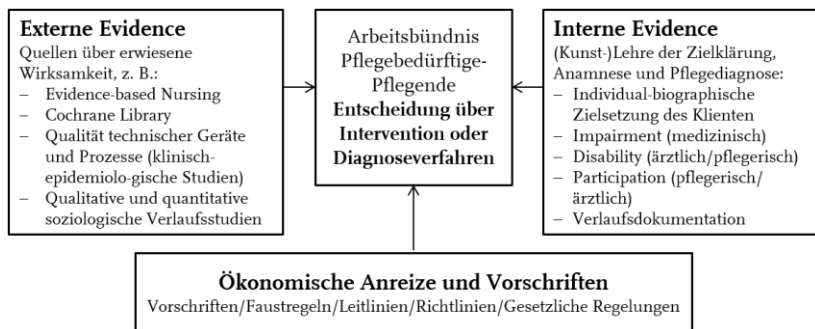 Externe Evidence
Quellen über erwiesene
Wirksamkeit, z. B.:
– Evidence-based Nursing
– Cochrane Library
– Qualität technischer Geräte
und Prozesse (klinisch-
epidemiolo-gische Studien)
– Qualitative und quantitative
soziologische Verlaufsstudien
Arbeitsbündnis
Pflegebedürftige-
Pflegende
Entscheidung über
Intervention oder
Diagnoseverfahren
Interne Evidence
(Kunst-)Lehre der Zielklärung,
Anamnese und Pflegediagnose:
– Individual-biographische
Zielsetzung des Klienten
– Impairment (medizinisch)
– Disability (ärztlich/pflegerisch)
– Participation (pflegerisch/
ärztlich)
– Verlaufsdokumentation
Ökonomische Anreize und Vorschriften
Vorschriften/Faustregeln/Leitlinien/Richtlinien/Gesetzliche Regelungen